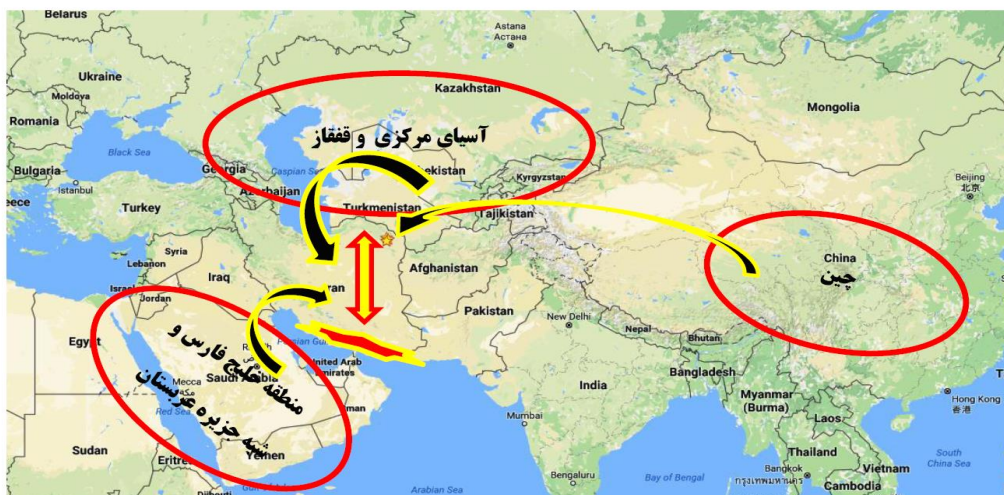 Belarus
Astana
Астана
Ukraine
Kazakhstan
Moldova
Mongolia
Romania
آسیای مرکزی و قفقاز
Black Sea
Bulgaria
Georgia
Caspian Sea
Kyrgyzstan
Beijing
北京
Istanbul
Turkey
Turkmenistan
Tajikistan
Syria
China
چین
Lebanon
Iraq
Afghanistan
Jordan
Pakistan
New Delhi
Nepal
Bhutan
Egypt
منطقه خلیج فارس و
شبه جزیره عربستان
United Arab
Emirates
Bangladesh
Mecca
مكة
Saudi
India
Hong Kong
香港
Red Sea
Myanmar
(Burma)
Mumbai
Laos
Sudan
Yemen
Thailand
Vietnam
South
China Sea
Bengaluru
Bay of Bengal
Bangkok
กรุงเทพมหานคร
Cambodia
Arabian Sea